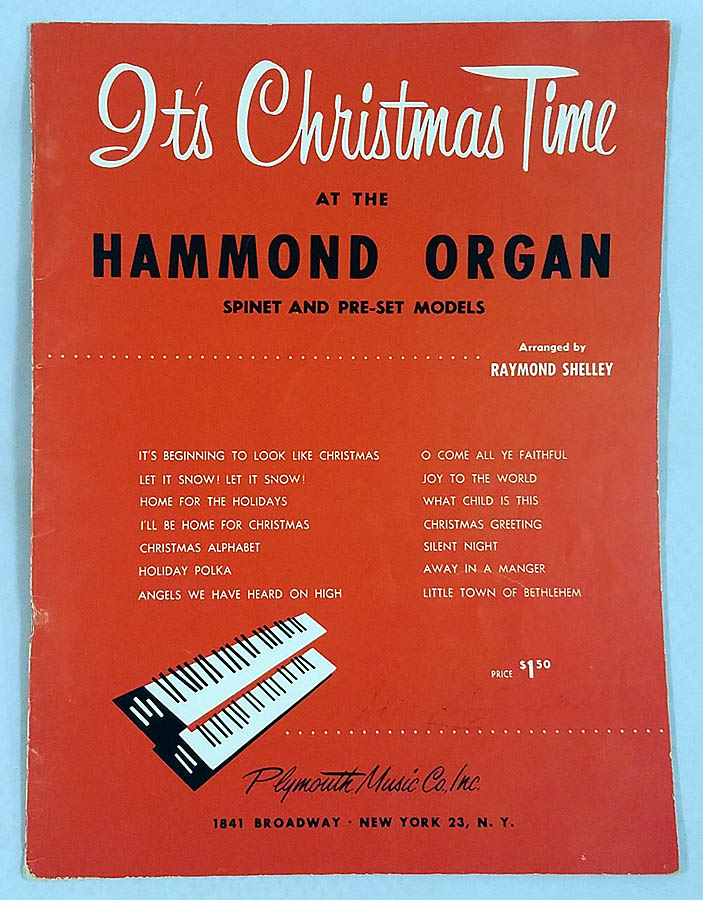 It's Christmas Time
AT THE
HAMMOND ORGAN
SPINET AND PRE-SET MODELS
Arranged by
RAYMOND SHELLEY
IT'S BEGINNING TO LOOK LIKE CHRISTMAS
LET IT SNOW! LET IT SNOW!
HOME FOR THE HOLIDAYS
I'LL BE HOME FOR CHRISTMAS
CHRISTMAS ALPHABET
HOLIDAY POLKA
ANGELS WE HAVE HEARD ON HIGH
O COME ALL YE FAITHFUL
JOY TO THE WORLD
WHAT CHILD IS THIS
CHRISTMAS GREETING
SILENT NIGHT
AWAY IN A MANGER
LITTLE TOWN OF BETHLEHEM
PRICE $1.50
Plymouth Music Co., Inc.
1841 BROADWAY · NEW YORK 23, N. Y.